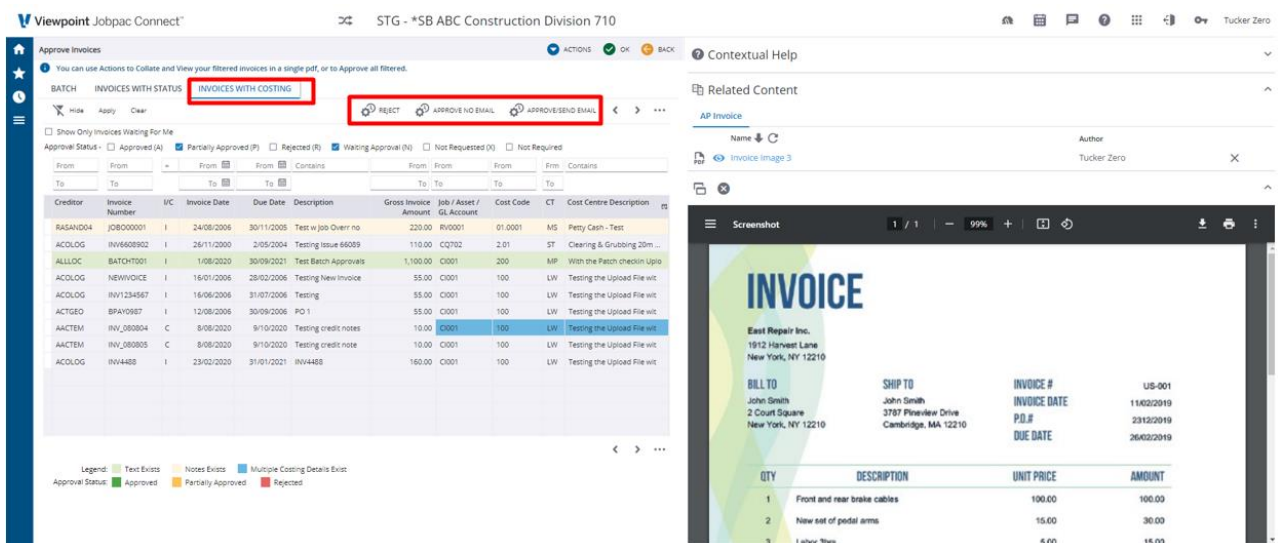 Viewpoint Jobpac Connect™ STG - *SB ABC Construction Division 710 Tucker Zero
Approve Invoices ACTIONS OK BACK
You can use Actions to Collate and View your filtered invoices in a single pdf, or to Approve all filtered.
BATCH INVOICES WITH STATUS INVOICES WITH COSTING
Hide Apply Clear REJECT APPROVE NO EMAIL APPROVE/SEND EMAIL
Show Only Invoices Waiting For Me
Approval Status - Approved (A) Partially Approved (P) Rejected (R) Waiting Approval (N) Not Requested (X) Not Required
From From = From From Contains From From From Frm Contains
To To To To To To To To
Creditor Invoice Number I/C Invoice Date Due Date Description Gross Invoice Amount Job / Asset / GL Account Cost Code CT Cost Centre Description
RASAND04 JOBO00001 I 24/08/2006 30/11/2005 Test w Job Overr no 220.00 RV0001 01.0001 MS Petty Cash - Test
ACOLOG INV6608902 I 26/11/2000 2/05/2004 Testing Issue 66089 110.00 CQ702 2.01 ST Clearing & Grubbing 20m ...
ALLLOC BATCHT001 I 1/08/2020 30/09/2021 Test Batch Approvals 1,100.00 CI001 200 MP With the Patch checkin Uplo
ACOLOG NEWIVOICE I 16/01/2006 28/02/2006 Testing New Invoice 55.00 CI001 100 LW Testing the Upload File wit
ACOLOG INV1234567 I 16/06/2006 31/07/2006 Testing 55.00 CI001 100 LW Testing the Upload File wit
ACTGEO BPAY0987 I 12/08/2006 30/09/2006 PO 1 55.00 CI001 100 LW Testing the Upload File wit
AACTEM INV_080804 C 8/08/2020 9/10/2020 Testing credit notes 10.00 CI001 100 LW Testing the Upload File wit
AACTEM INV_080805 C 8/08/2020 9/10/2020 Testing credit note 10.00 CI001 100 LW Testing the Upload File wit
ACOLOG INV4488 I 23/02/2020 31/01/2021 INV4488 160.00 CI001 100 LW Testing the Upload File wit
Legend: Text Exists Notes Exists Multiple Costing Details Exist
Approval Status: Approved Partially Approved Rejected
Contextual Help
Related Content
AP Invoice
Name Author
PDF Invoice Image 3 Tucker Zero
Screenshot 1 / 1 99%
INVOICE
East Repair Inc.
1912 Harvest Lane
New York, NY 12210
BILL TO SHIP TO INVOICE # US-001
John Smith John Smith INVOICE DATE 11/02/2019
2 Court Square 3787 Pineview Drive P.O.# 2312/2019
New York, NY 12210 Cambridge, MA 12210 DUE DATE 26/02/2019
QTY DESCRIPTION UNIT PRICE AMOUNT
1 Front and rear brake cables 100.00 100.00
2 New set of pedal arms 15.00 30.00
3 Labor 3hrs 5.00 15.00